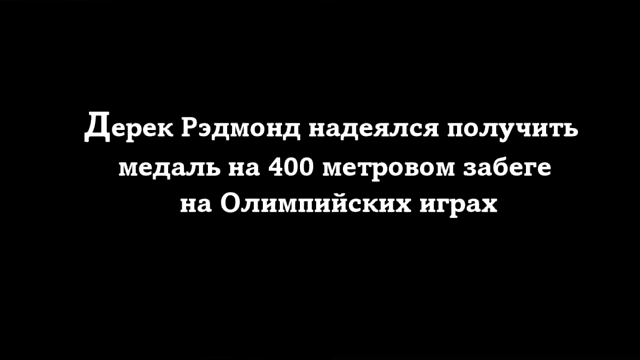 Дерек Рэдмонд надеялся получить
медаль на 400 метровом забеге
на Олимпийских играх